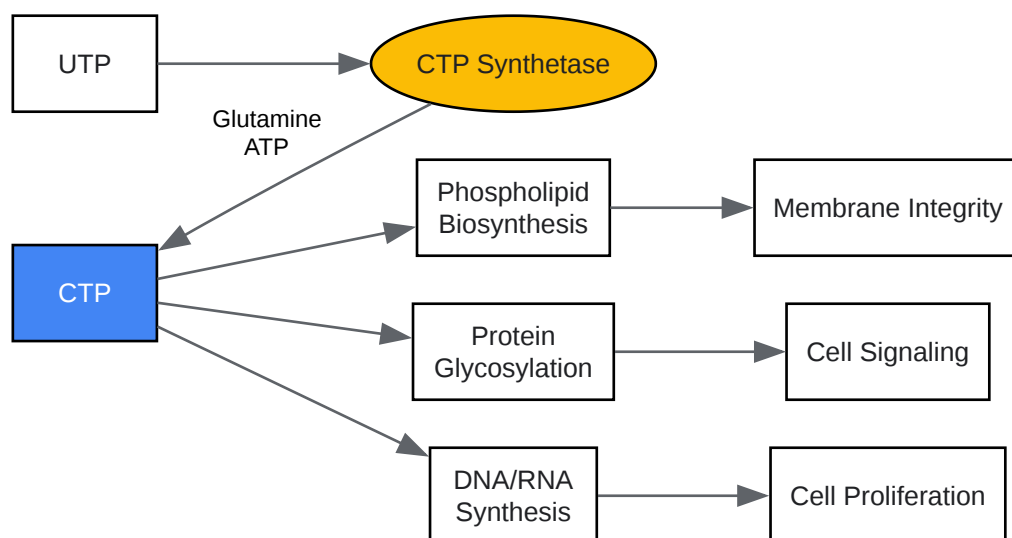 UTP
CTP Synthetase
Glutamine
ATP
Phospholipid
Biosynthesis
Membrane Integrity
CTP
Protein
Glycosylation
Cell Signaling
DNA/RNA
Synthesis
Cell Proliferation